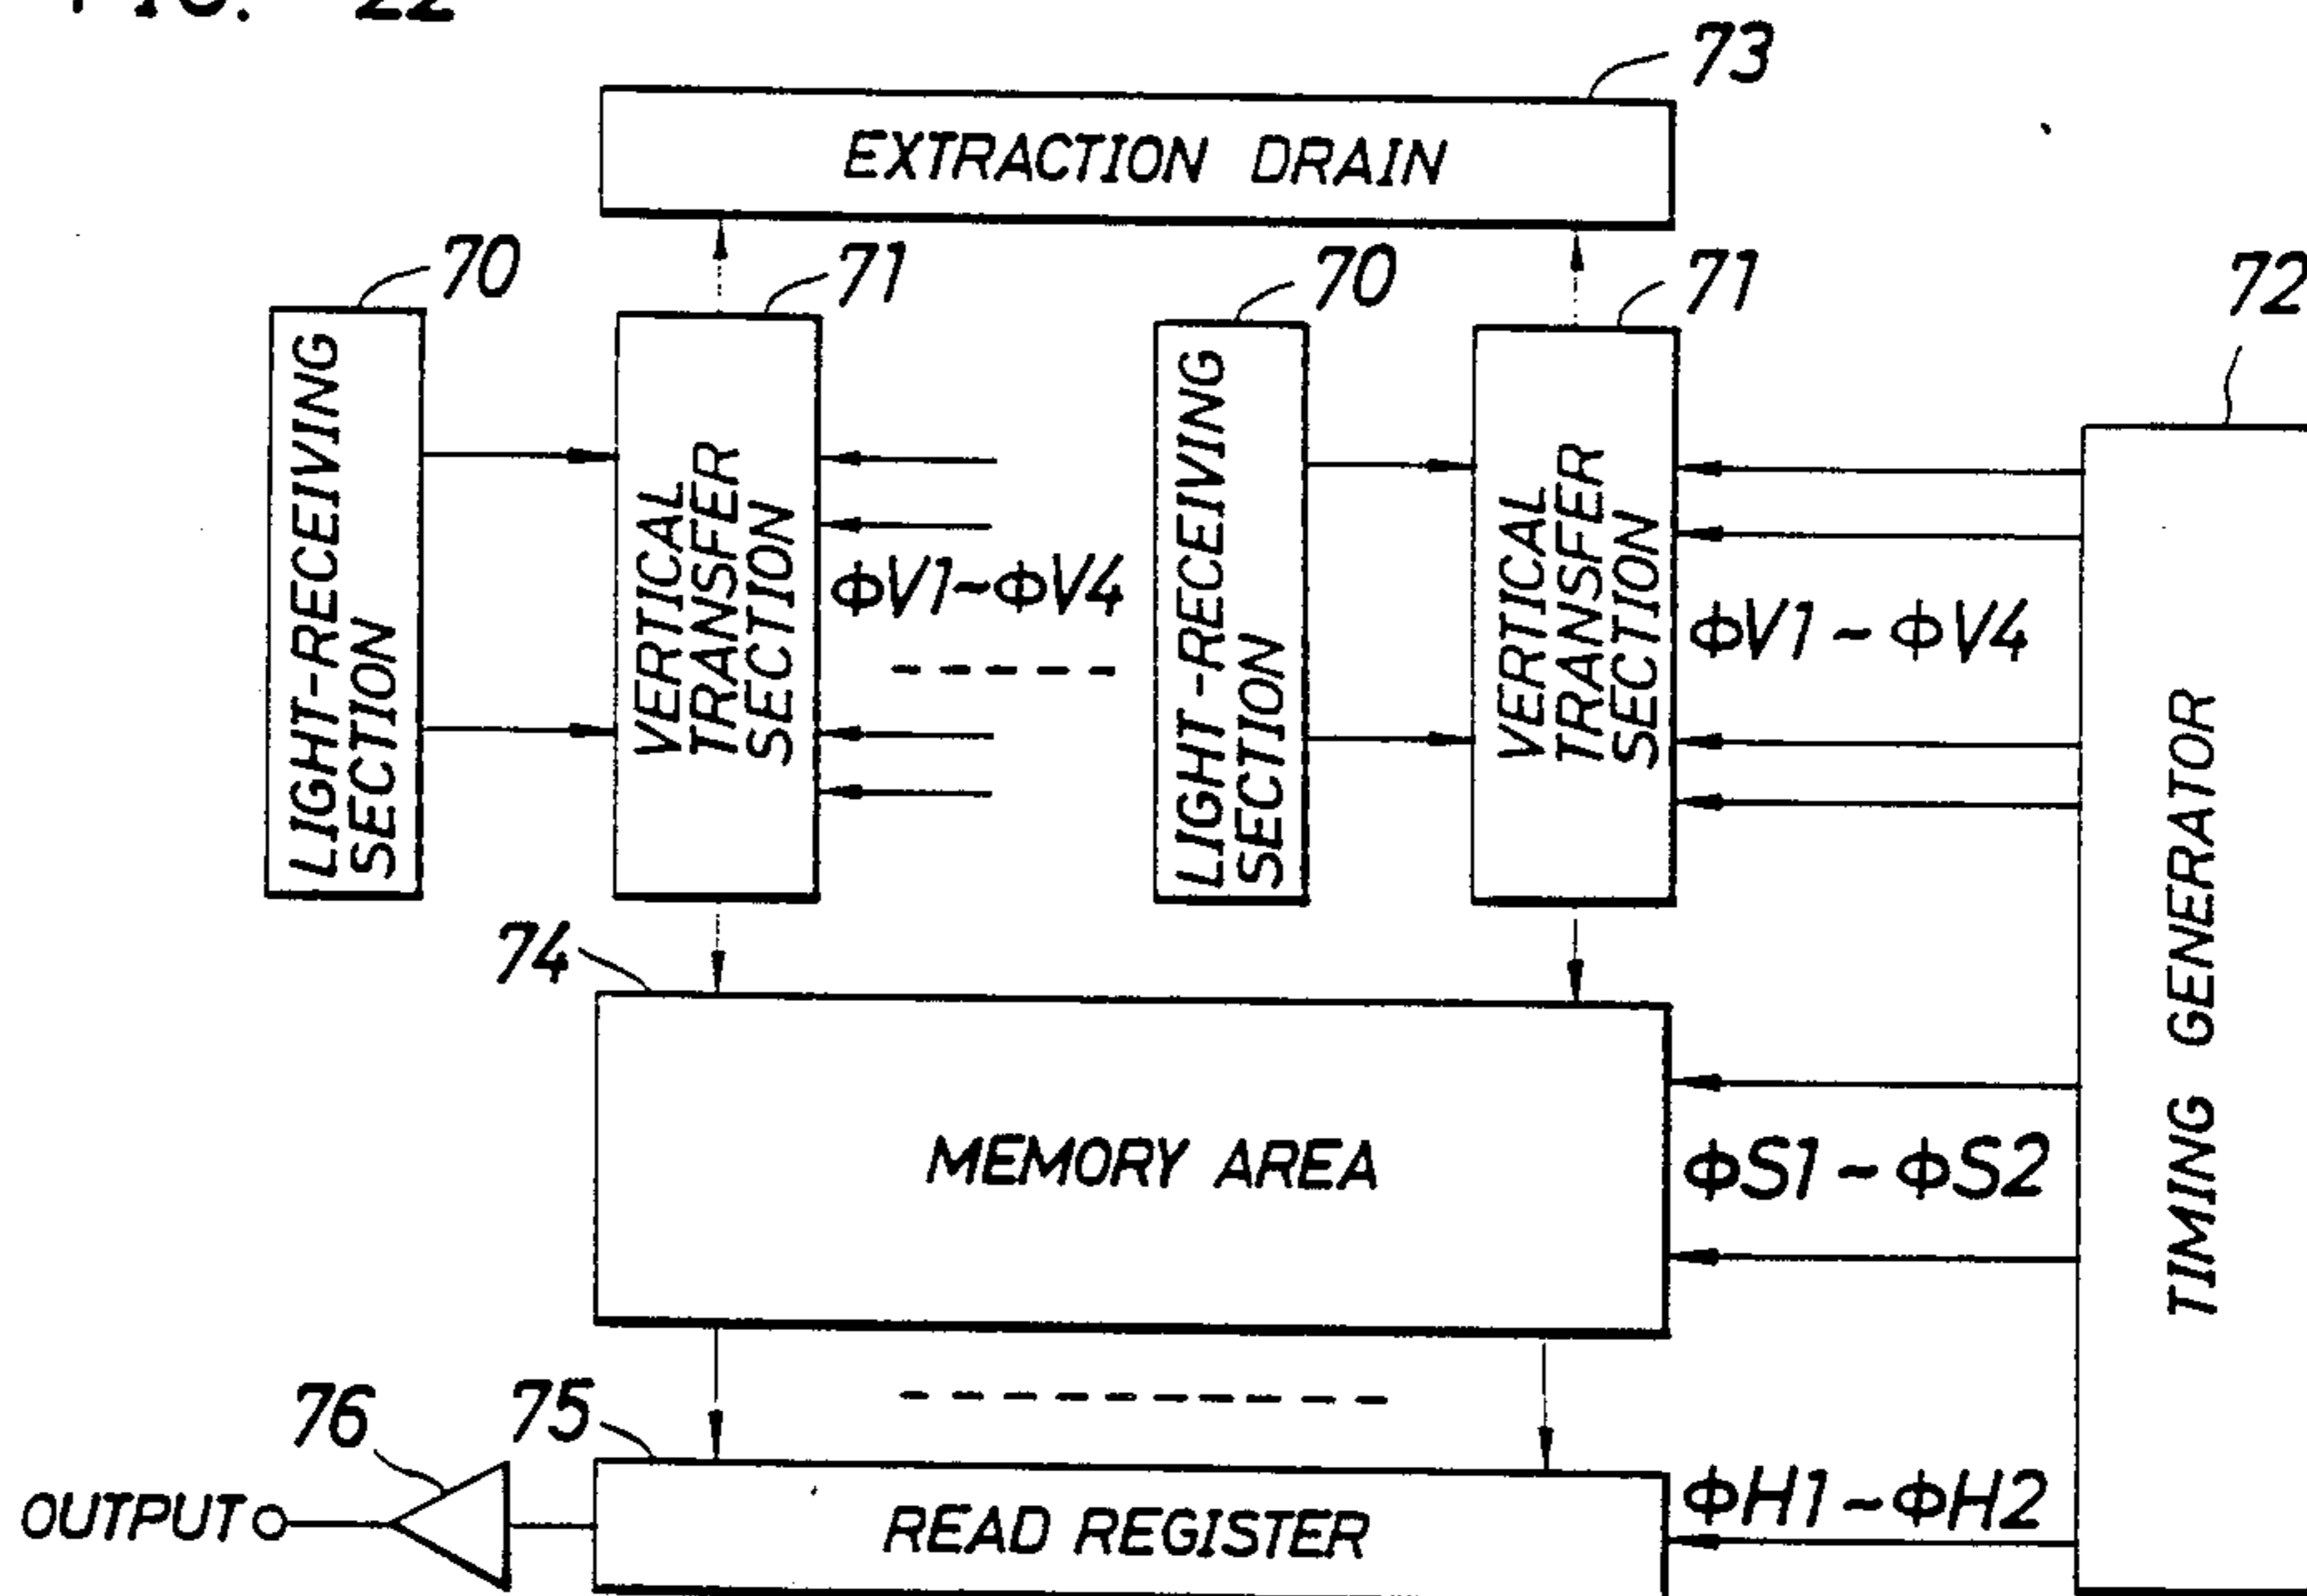 FIG. 22
73
EXTRACTION DRAIN
70
71
70
71
72
LIGHT-RECEIVING
SECTION
VERTICAL
TRANSFER
SECTION
ΦV1~ΦV4
LIGHT-RECEIVING
SECTION
VERTICAL
TRANSFER
SECTION
ΦV1~ΦV4
TIMING GENERATOR
74
MEMORY AREA
ΦS1~ΦS2
76
75
OUTPUT
READ REGISTER
ΦH1~ΦH2